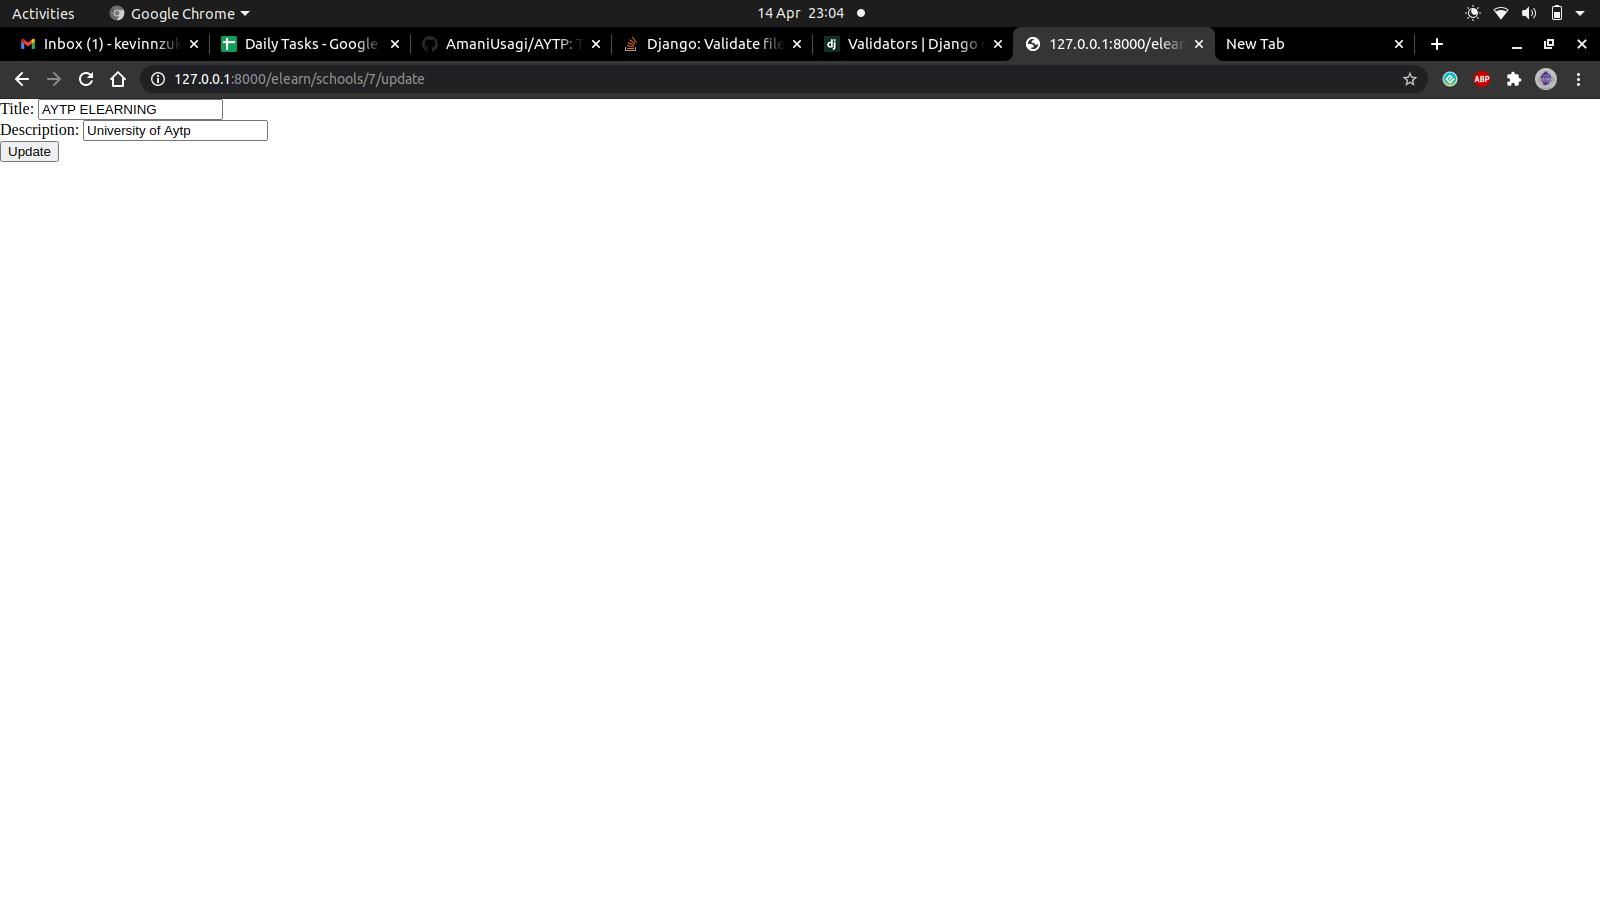 Activities Google Chrome 14 Apr 23:04
Inbox (1) - kevinnzuk Daily Tasks - Google AmaniUsagi/AYTP: T Django: Validate file dj Validators | Django 127.0.0.1:8000/elear New Tab
127.0.0.1:8000/elearn/schools/7/update ABP
Title: AYTP ELEARNING
Description: University of Aytp
Update